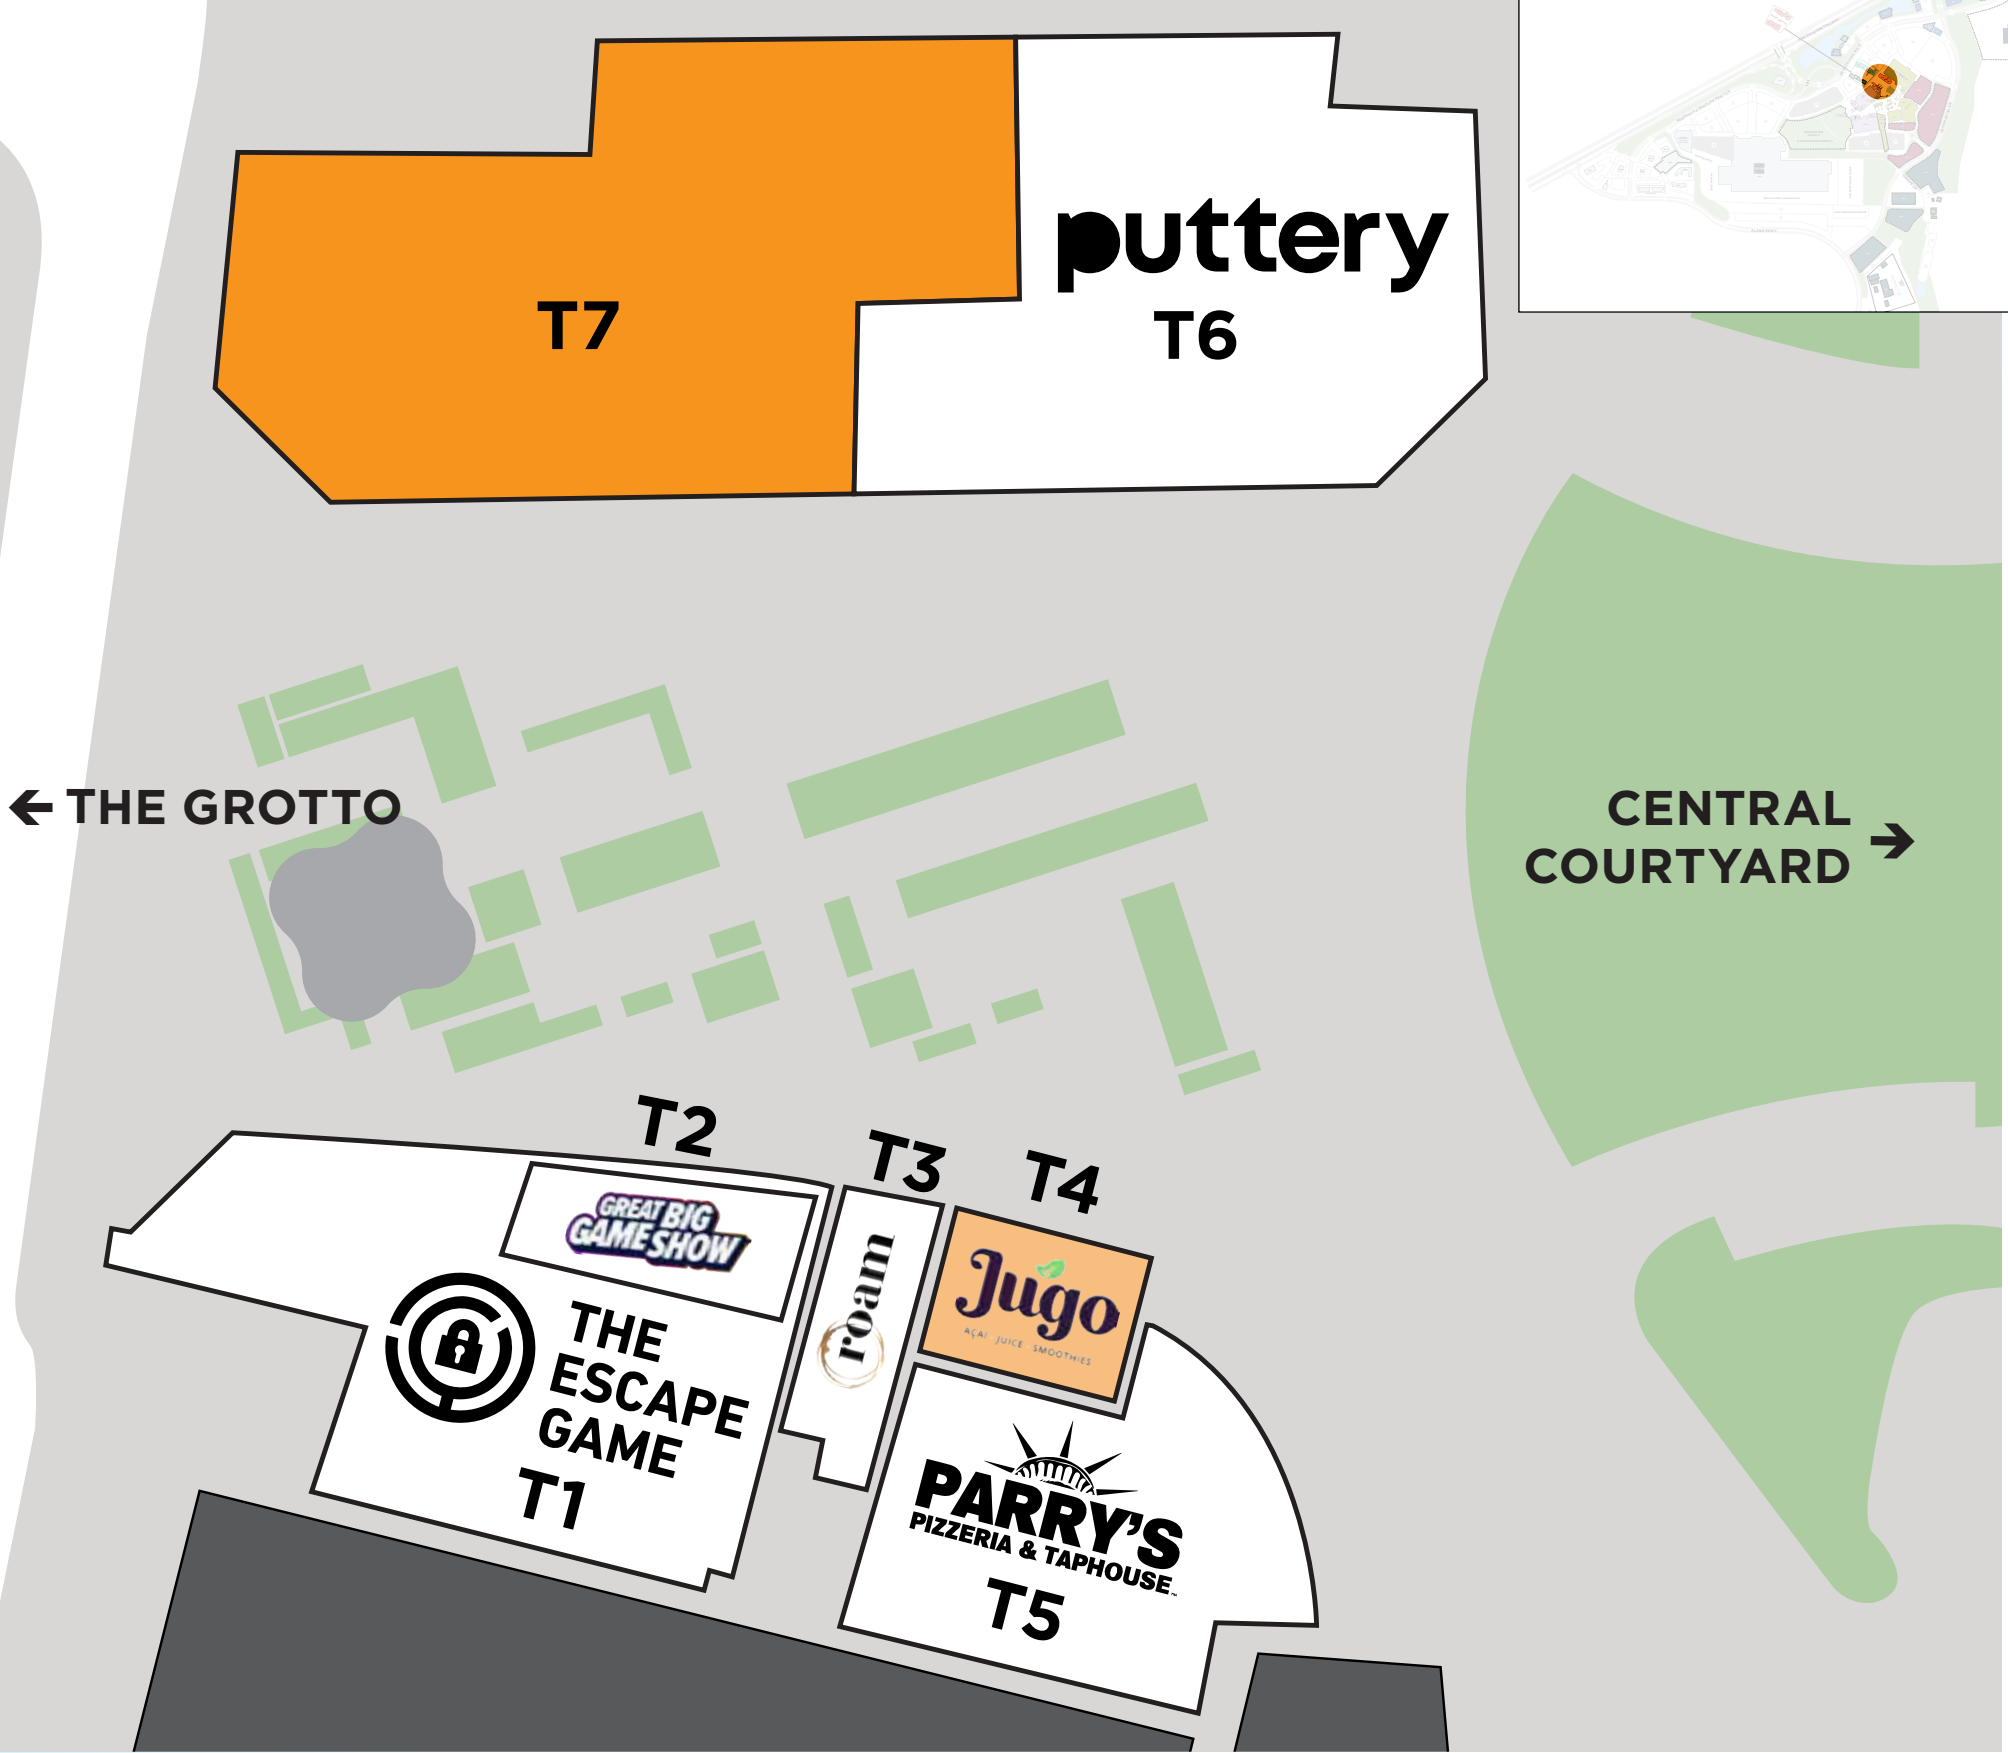 puttery
T7
T6
← THE GROTTO
CENTRAL
COURTYARD →
T2
T3
T4
GREAT BIG
GAME SHOW
roam
Jugo
AÇAI JUICE SMOOTHIES
THE
ESCAPE
GAME
T1
PARRY'S
PIZZERIA & TAPHOUSE™
T5